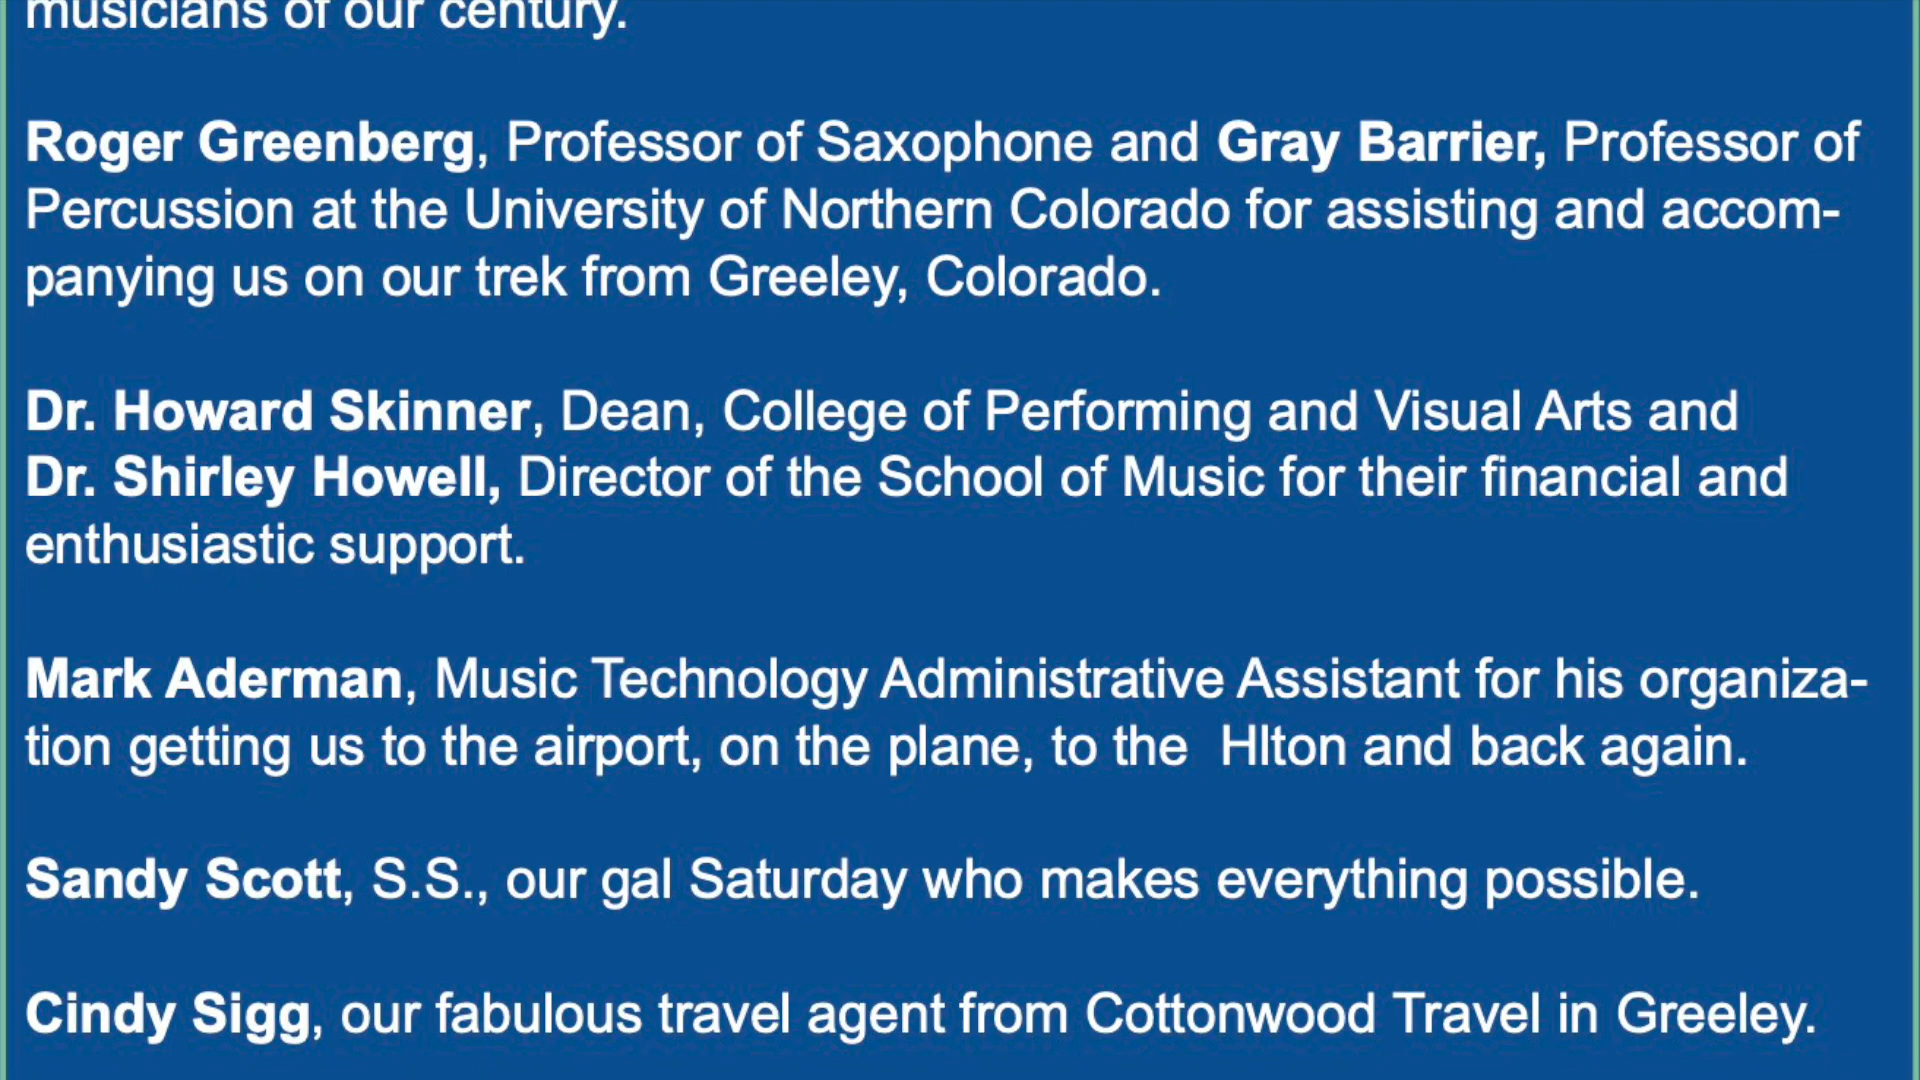 musicians of our century.
Roger Greenberg, Professor of Saxophone and Gray Barrier, Professor of
Percussion at the University of Northern Colorado for assisting and accom-
panying us on our trek from Greeley, Colorado.
Dr. Howard Skinner, Dean, College of Performing and Visual Arts and
Dr. Shirley Howell, Director of the School of Music for their financial and
enthusiastic support.
Mark Aderman, Music Technology Administrative Assistant for his organiza-
tion getting us to the airport, on the plane, to the  HIton and back again.
Sandy Scott, S.S., our gal Saturday who makes everything possible.
Cindy Sigg, our fabulous travel agent from Cottonwood Travel in Greeley.